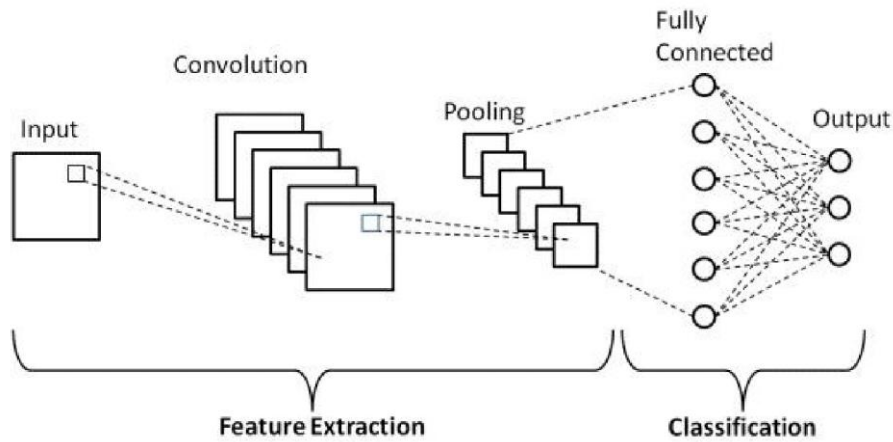 Input
Convolution
Pooling
Fully
Connected
Output
Feature Extraction
Classification